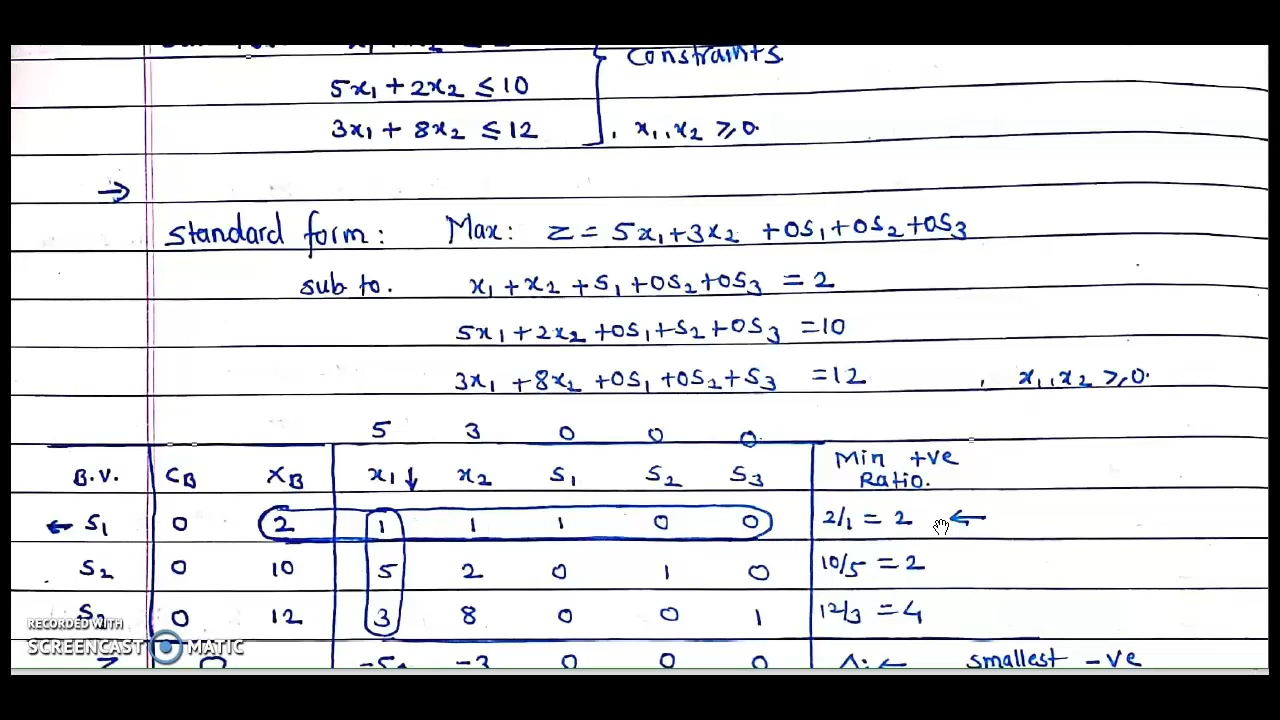 constraints.
5x₁ + 2x₂ ≤ 10
3x₁ + 8x₂ ≤ 12 , x₁, x₂ ≥ 0.
→
Standard form: Max: z = 5x₁ + 3x₂ + 0S₁ + 0S₂ + 0S₃
sub to. x₁ + x₂ + S₁ + 0S₂ + 0S₃ = 2
5x₁ + 2x₂ + 0S₁ + S₂ + 0S₃ = 10
3x₁ + 8x₂ + 0S₁ + 0S₂ + S₃ = 12 , x₁, x₂ ≥ 0.
5 3 0 0 0
B.V. CB XB x₁↓ x₂ S₁ S₂ S₃ Min +ve Ratio.
← S₁ 0 2 1 1 1 0 0 2/1 = 2 ←
S₂ 0 10 5 2 0 1 0 10/5 = 2
0 12 3 8 0 0 1 12/3 = 4
RECORDED WITH
SCREENCAST MATIC
0 -3 0 0 0 ← smallest -ve